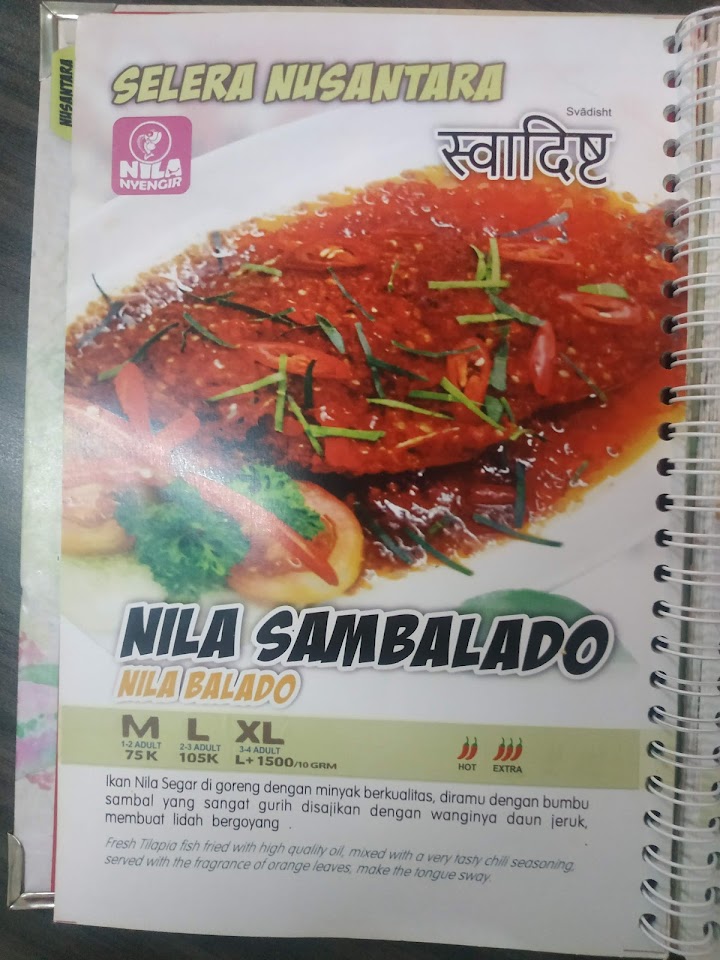 NUSANTARA
SELERA NUSANTARA
Svādisht
स्वादिष्ट
NILA
NYENGIR
NILA SAMBALADO
NILA BALADO
M L XL
1-2 ADULT 2-3 ADULT 3-4 ADULT
75 K 105K L+ 1500/10 GRM
HOT EXTRA
Ikan Nila Segar di goreng dengan minyak berkualitas, diramu dengan bumbu
sambal yang sangat gurih disajikan dengan wanginya daun jeruk,
membuat lidah bergoyang .
Fresh Tilapia fish fried with high quality oil, mixed with a very tasty chili seasoning,
served with the fragrance of orange leaves, make the tongue sway.